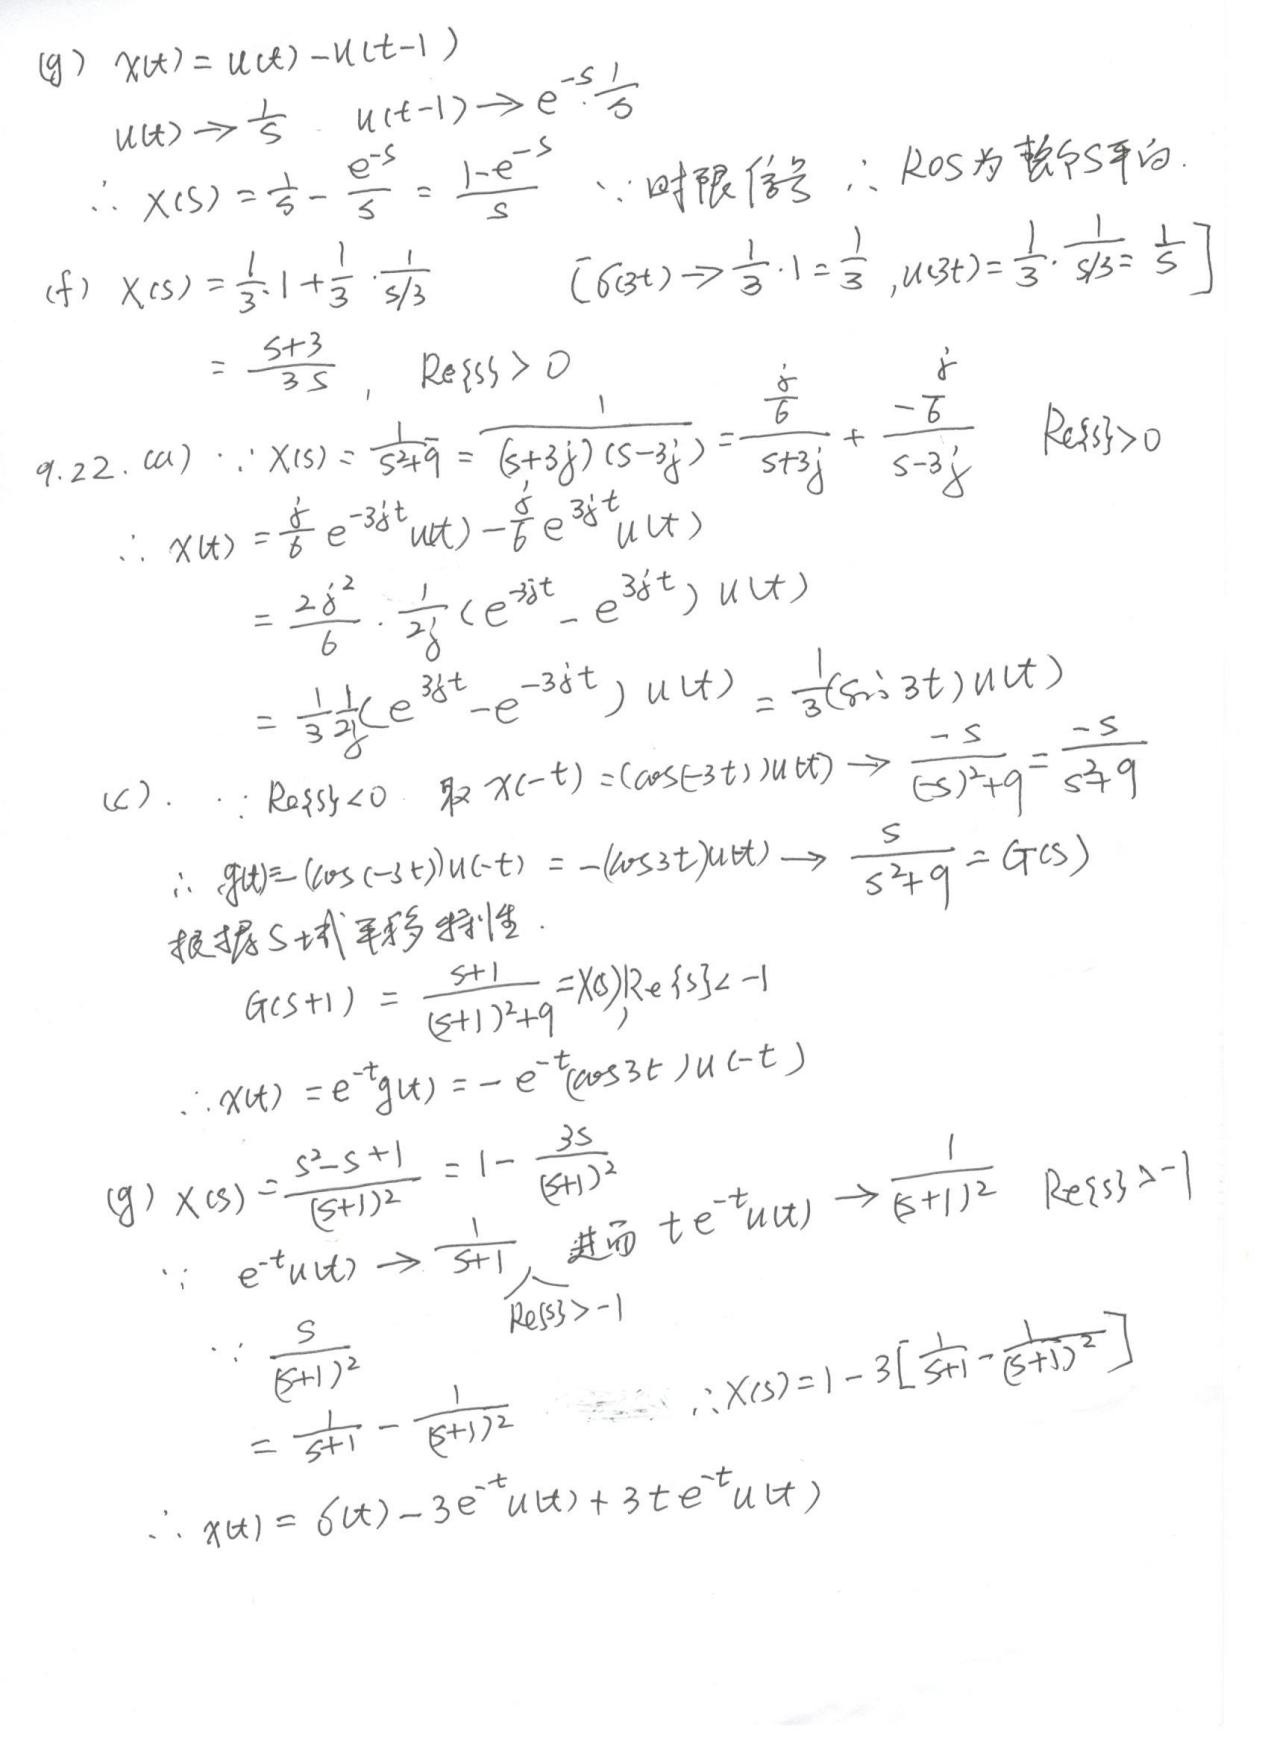 (g) x(t) = u(t) - u(t-1)
u(t) → 1/s   u(t-1) → e^{-s}·1/s
∴ X(s) = 1/s - e^{-s}/s = (1-e^{-s})/s   ∵ 时限信号 ∴ ROS为整个S平面.
(f) X(s) = 1/3·1 + 1/3·1/(s/3)   [δ(3t) → 1/3·1 = 1/3, u(3t) = 1/3·1/(s/3) = 1/s]
= (s+3)/(3s), Re{s} > 0
9.22. (a) ∵ X(s) = 1/(s²+9) = 1/((s+3j)(s-3j)) = (j/6)/(s+3j) + (-j/6)/(s-3j)   Re{s}>0
∴ x(t) = j/6 e^{-3jt} u(t) - j/6 e^{3jt} u(t)
= 2j²/6 · 1/2j (e^{-3jt} - e^{3jt}) u(t)
= 1/3 1/2j (e^{3jt} - e^{-3jt}) u(t) = 1/3 (sin 3t) u(t)
(c). ∵ Re{s}<0 取 x(-t) = (cos(-3t)) u(t) → -s/((-s)²+9) = -s/(s²+9)
∴ g(t) = -(cos(-3t)) u(-t) = -(cos3t) u(t) → s/(s²+9) = G(s)
根据S域平移特性.
G(s+1) = (s+1)/((s+1)²+9) = X(s), Re{s} < -1
∴ x(t) = e^{-t} g(t) = -e^{-t} (cos3t) u(-t)
(g) X(s) = (s²-s+1)/(s+1)² = 1 - 3s/(s+1)²
∵ e^{-t} u(t) → 1/(s+1), 进而 te^{-t} u(t) → 1/(s+1)²   Re{s} > -1
Re{s} > -1
∵ s/(s+1)²
= 1/(s+1) - 1/(s+1)²   ∴ X(s) = 1 - 3[1/(s+1) - 1/(s+1)²]
∴ x(t) = δ(t) - 3e^{-t} u(t) + 3te^{-t} u(t)